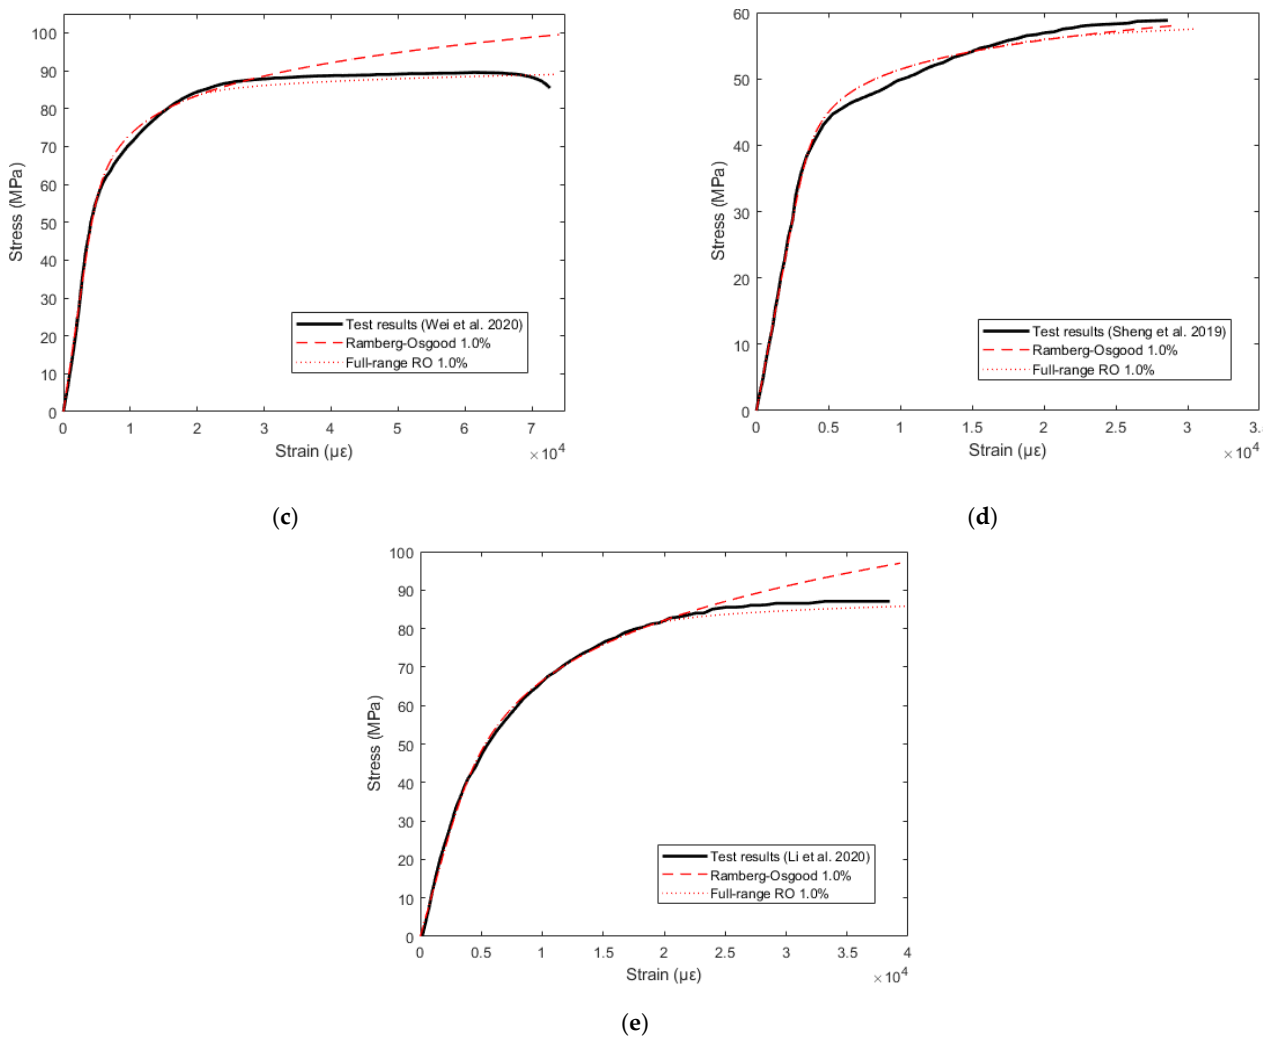 100
90
80
70
60
50
40
30
20
10
0
Stress (MPa)
Test results (Wei et al. 2020)
Ramberg-Osgood 1.0%
Full-range RO 1.0%
0 1 2 3 4 5 6 7
Strain (με)
×10⁴
(c)
60
50
40
30
20
10
0
Stress (MPa)
Test results (Sheng et al. 2019)
Ramberg-Osgood 1.0%
Full-range RO 1.0%
0 0.5 1 1.5 2 2.5 3 3.
Strain (με)
×10⁴
(d)
100
90
80
70
60
50
40
30
20
10
0
Stress (MPa)
Test results (Li et al. 2020)
Ramberg-Osgood 1.0%
Full-range RO 1.0%
0 0.5 1 1.5 2 2.5 3 3.5 4
Strain (με)
×10⁴
(e)